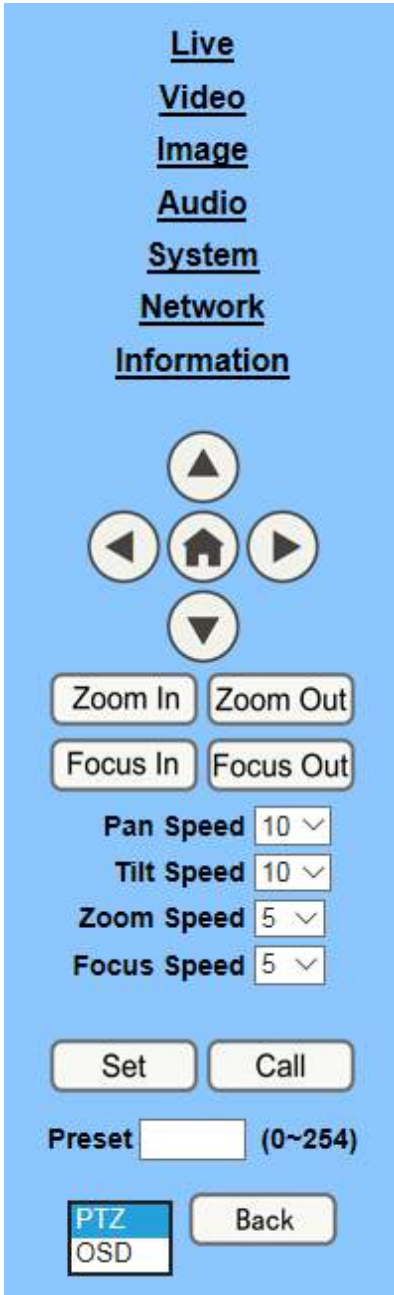 Live
Video
Image
Audio
System
Network
Information
Zoom In Zoom Out
Focus In Focus Out
Pan Speed 10
Tilt Speed 10
Zoom Speed 5
Focus Speed 5
Set Call
Preset (0~254)
PTZ Back
OSD